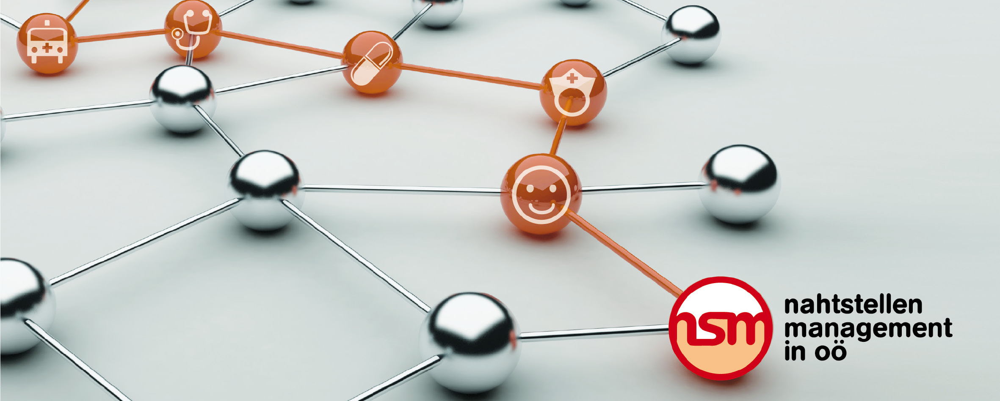 nsm
nahtstellen
management
in oö